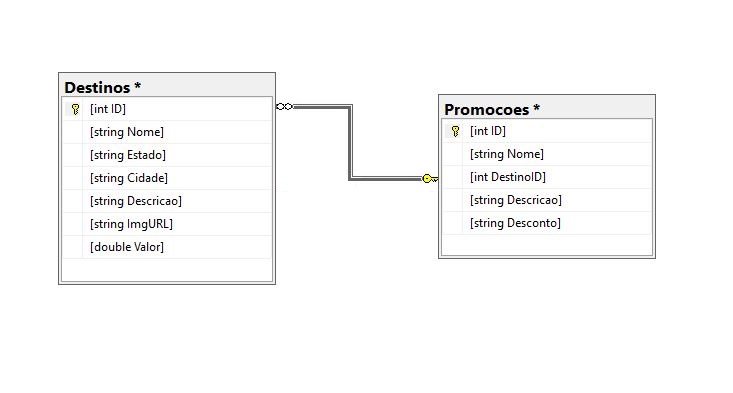 Destinos *
[int ID]
[string Nome]
[string Estado]
[string Cidade]
[string Descricao]
[string ImgURL]
[double Valor]
Promocoes *
[int ID]
[string Nome]
[int DestinoID]
[string Descricao]
[string Desconto]